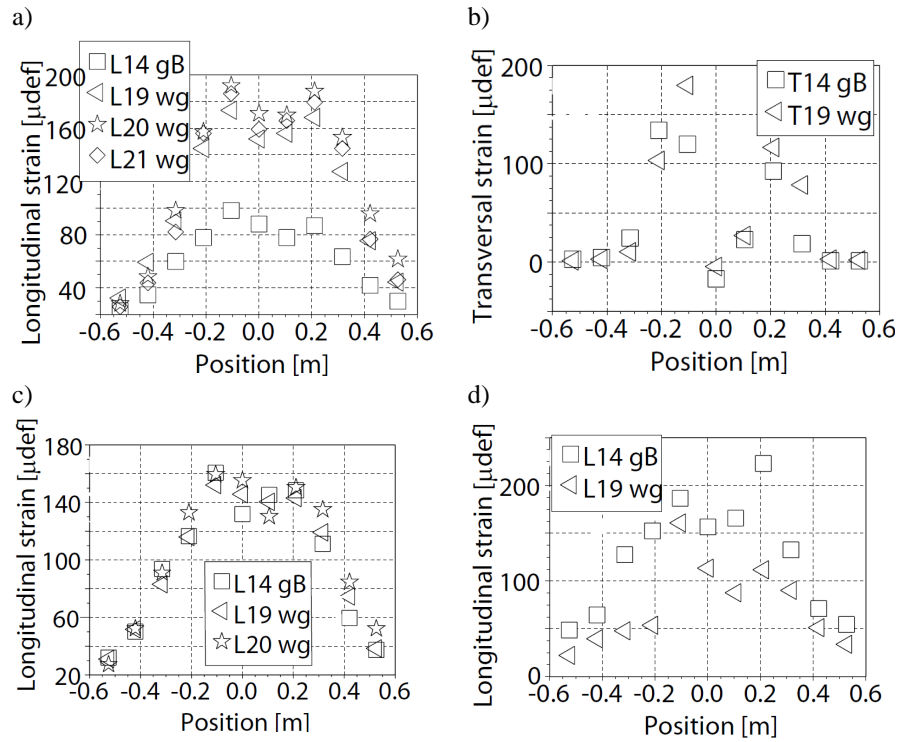 a)
L14 gB
L19 wg
L20 wg
L21 wg
Longitudinal strain [µdef]
200
160
120
80
40
-0.6 -0.4 -0.2 0.0 0.2 0.4 0.6
Position [m]
b)
T14 gB
T19 wg
Transversal strain [µdef]
200
100
0
-0.6 -0.4 -0.2 0.0 0.2 0.4 0.6
Position [m]
c)
L14 gB
L19 wg
L20 wg
Longitudinal strain [µdef]
180
140
100
60
20
-0.6 -0.4 -0.2 0.0 0.2 0.4 0.6
Position [m]
d)
L14 gB
L19 wg
Longitudinal strain [µdef]
200
100
0
-0.6 -0.4 -0.2 0.0 0.2 0.4 0.6
Position [m]